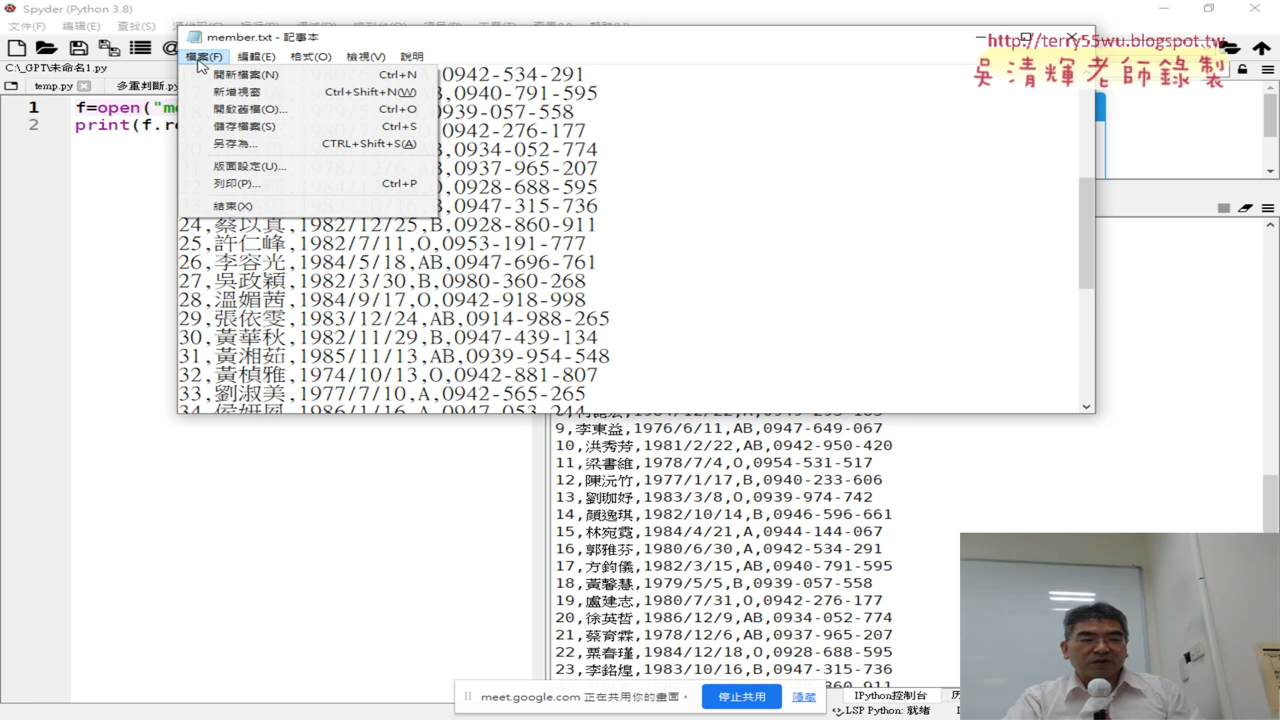 Spyder (Python 3.8)
文件(F) 編輯(E) 查找(S)
member.txt - 記事本
http://terry55wu.blogspot.tw
吳清輝老師錄製
檔案(F) 編輯(E) 格式(O) 檢視(V) 說明
C:\_GPT\未命名1.py
temp.py 多重判斷.py
開新檔案(N) Ctrl+N
新增視窗 Ctrl+Shift+N(W)
開啟舊檔(O)... Ctrl+O
儲存檔案(S) Ctrl+S
另存為... CTRL+Shift+S(A)
版面設定(U)...
列印(P)... Ctrl+P
結束(X)
1 f=open("me
2 print(f.re
0942-534-291
0940-791-595
0939-057-558
0942-276-177
0934-052-774
0937-965-207
0928-688-595
0947-315-736
24,蔡以真,1982/12/25,B,0928-860-911
25,許仁峰,1982/7/11,O,0953-191-777
26,李容光,1984/5/18,AB,0947-696-761
27,吳政穎,1982/3/30,B,0980-360-268
28,溫媚茜,1984/9/17,O,0942-918-998
29,張依雯,1983/12/24,AB,0914-988-265
30,黃華秋,1982/11/29,B,0947-439-134
31,黃湘茹,1985/11/13,AB,0939-954-548
32,黃楨雅,1974/10/13,O,0942-881-807
33,劉淑美,1977/7/10,A,0942-565-265
34,侯妍凰,1986/1/16,A,0947-053-244
9,李東益,1976/6/11,AB,0947-649-067
10,洪秀芳,1981/2/22,AB,0942-950-420
11,梁書維,1978/7/4,O,0954-531-517
12,陳沅竹,1977/1/17,B,0940-233-606
13,劉珈妤,1983/3/8,O,0939-974-742
14,顏逸琪,1982/10/14,B,0946-596-661
15,林宛霓,1984/4/21,A,0944-144-067
16,郭雅芬,1980/6/30,A,0942-534-291
17,方鈞儀,1982/3/15,AB,0940-791-595
18,黃馨慧,1979/5/5,B,0939-057-558
19,盧建志,1980/7/31,O,0942-276-177
20,徐英哲,1986/12/9,AB,0934-052-774
21,蔡育霖,1978/12/6,AB,0937-965-207
22,粟春瑾,1984/12/18,O,0928-688-595
23,李銘煌,1983/10/16,B,0947-315-736
meet.google.com 正在共用你的畫面。 停止共用 隱藏
IPython控制台
LSP Python: 就绪